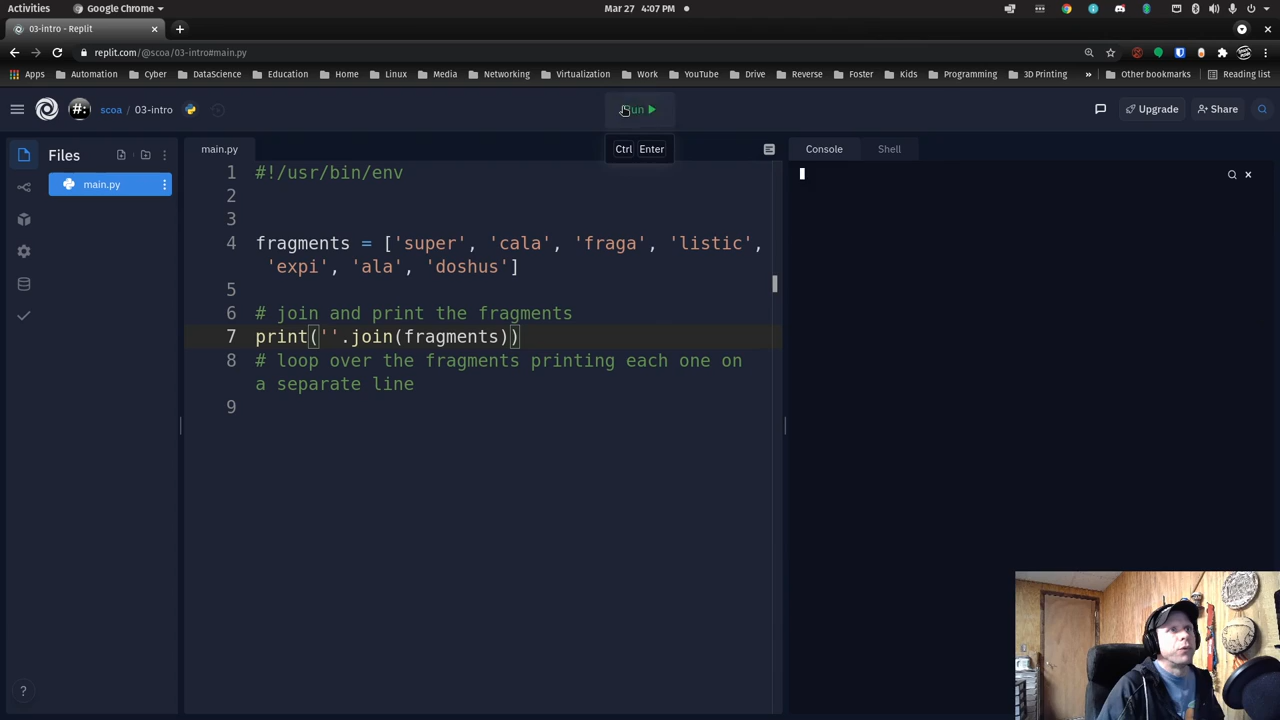 Activities
Google Chrome
Mar 27 4:07 PM
03-intro - Replit
replit.com/@scoa/03-intro#main.py
Apps
Automation
Cyber
DataScience
Education
Home
Linux
Media
Networking
Virtualization
Work
YouTube
Drive
Reverse
Foster
Kids
Programming
3D Printing
»
Other bookmarks
Reading list
#:
scoa / 03-intro
Run
Upgrade
Share
Ctrl Enter
Files
main.py
main.py
Console
Shell
1 #!/usr/bin/env
2
3
4 fragments = ['super', 'cala', 'fraga', 'listic',
'expi', 'ala', 'doshus']
5
6 # join and print the fragments
7 print(''.join(fragments))
8 # loop over the fragments printing each one on
a separate line
9
?